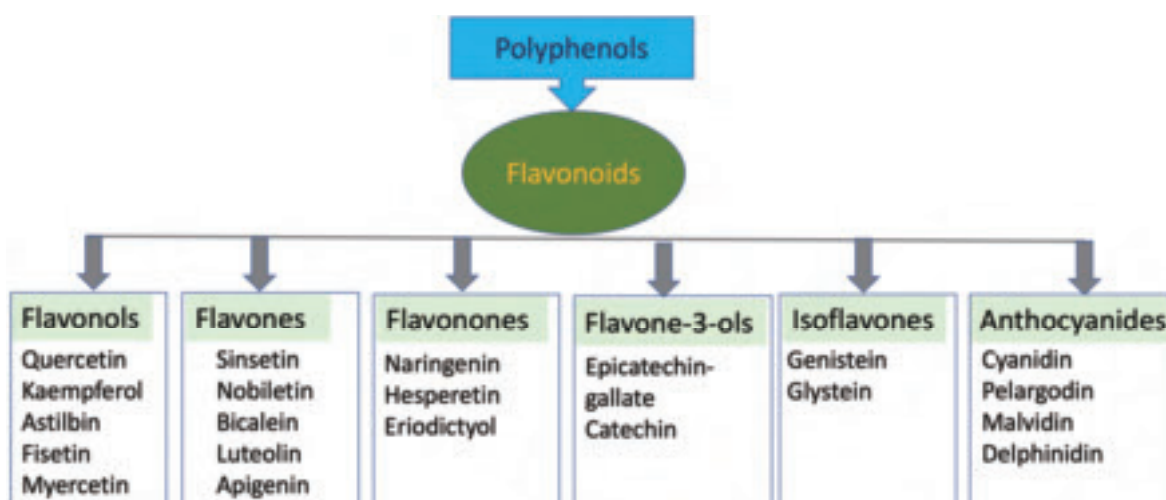 Polyphenols
Flavonoids
Flavonols
Quercetin
Kaempferol
Astilbin
Fisetin
Myercetin
Flavones
Sinsetin
Nobiletin
Bicalein
Luteolin
Apigenin
Flavonones
Naringenin
Hesperetin
Eriodictyol
Flavone-3-ols
Epicatechin-
gallate
Catechin
Isoflavones
Genistein
Glystein
Anthocyanides
Cyanidin
Pelargodin
Malvidin
Delphinidin